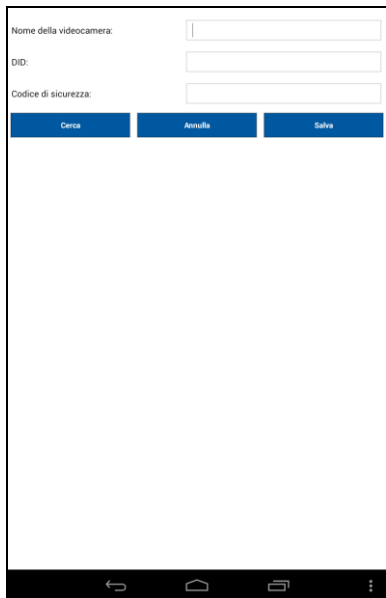 Nome della videocamera:
DID:
Codice di sicurezza:
Cerca Annulla Salva